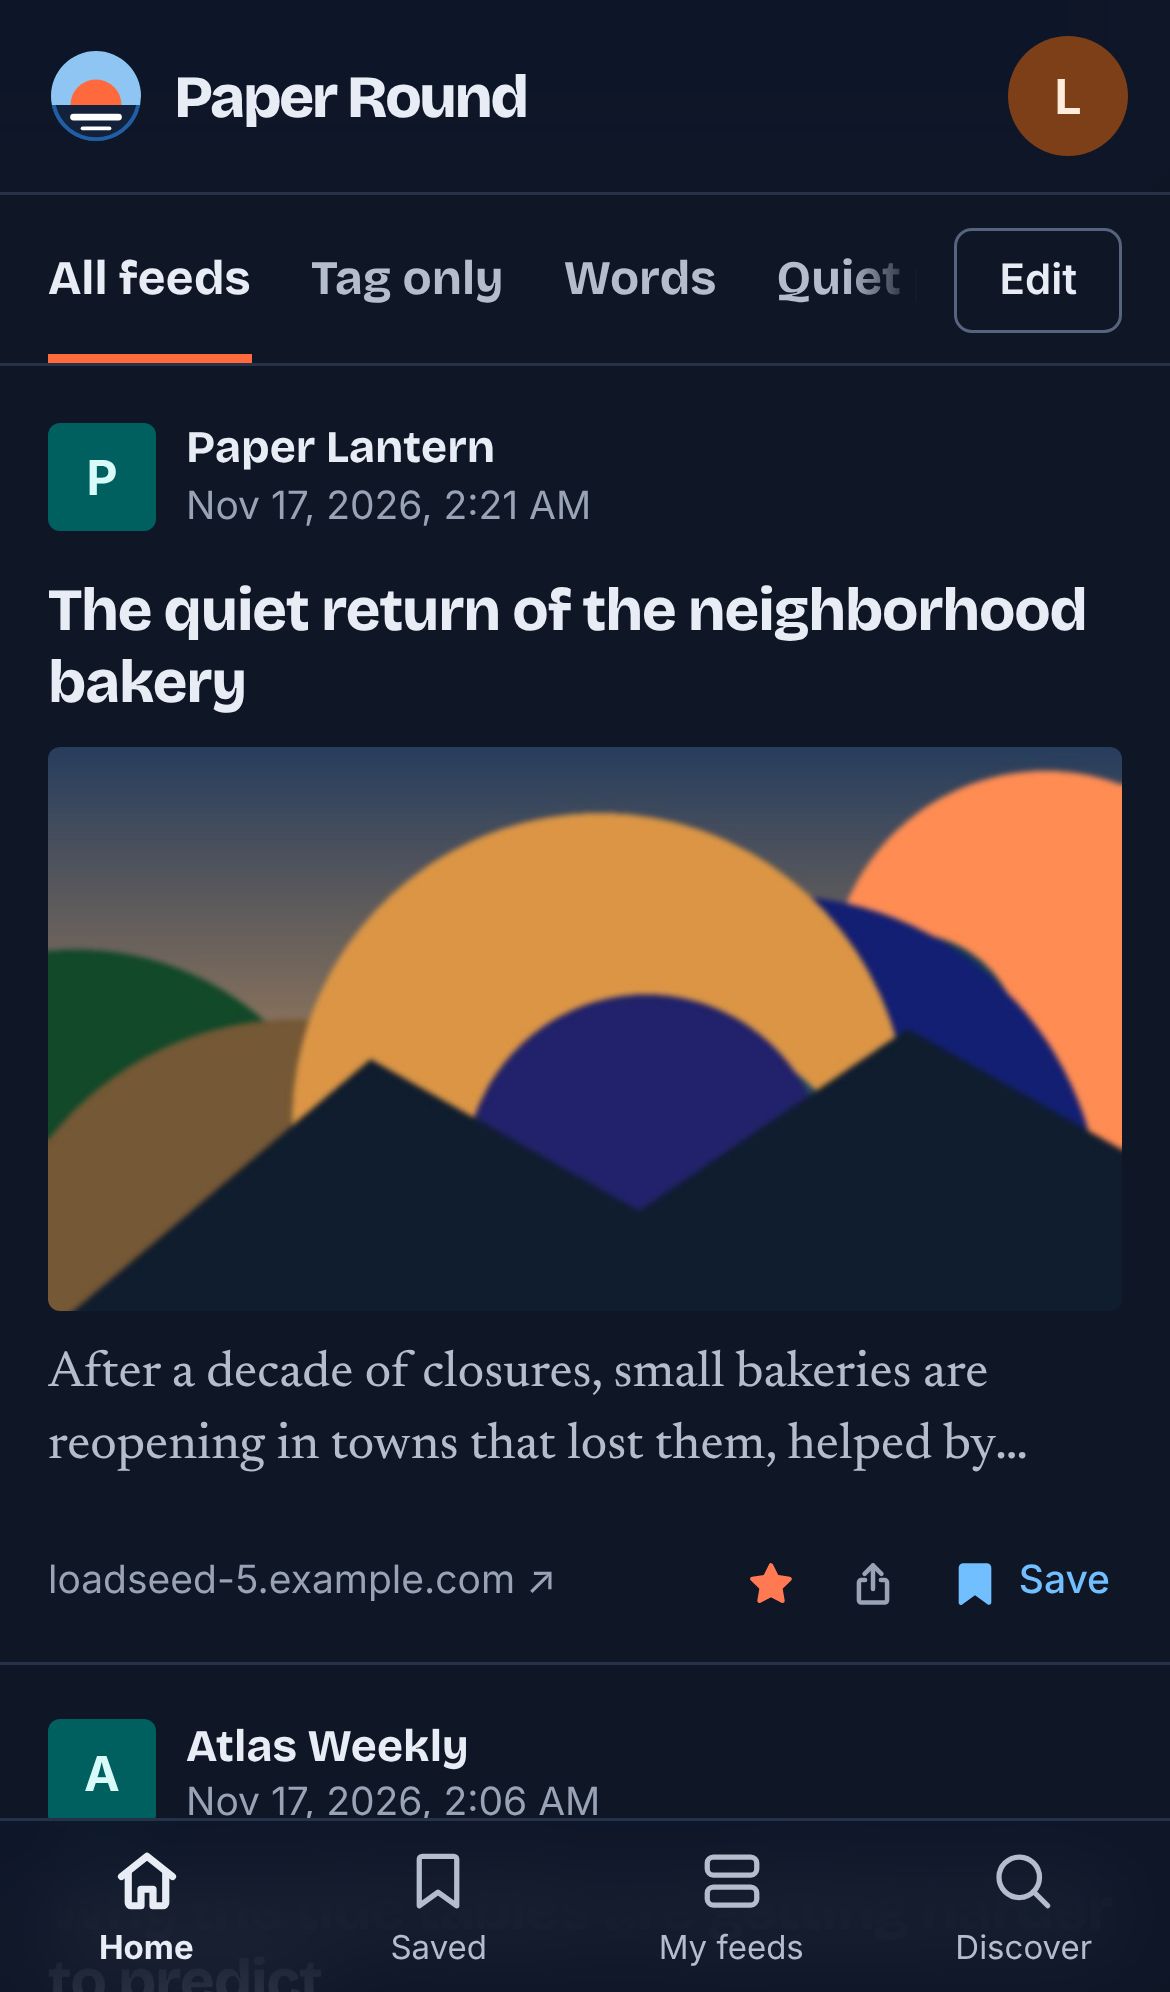 Paper Round
L
All feeds
Tag only
Words
Quiet
Edit
P
Paper Lantern
Nov 17, 2026, 2:21 AM
The quiet return of the neighborhood
bakery
After a decade of closures, small bakeries are
reopening in towns that lost them, helped by...
loadseed-5.example.com ↗
Save
A
Atlas Weekly
Nov 17, 2026, 2:06 AM
to predict
Home
Saved
My feeds
Discover